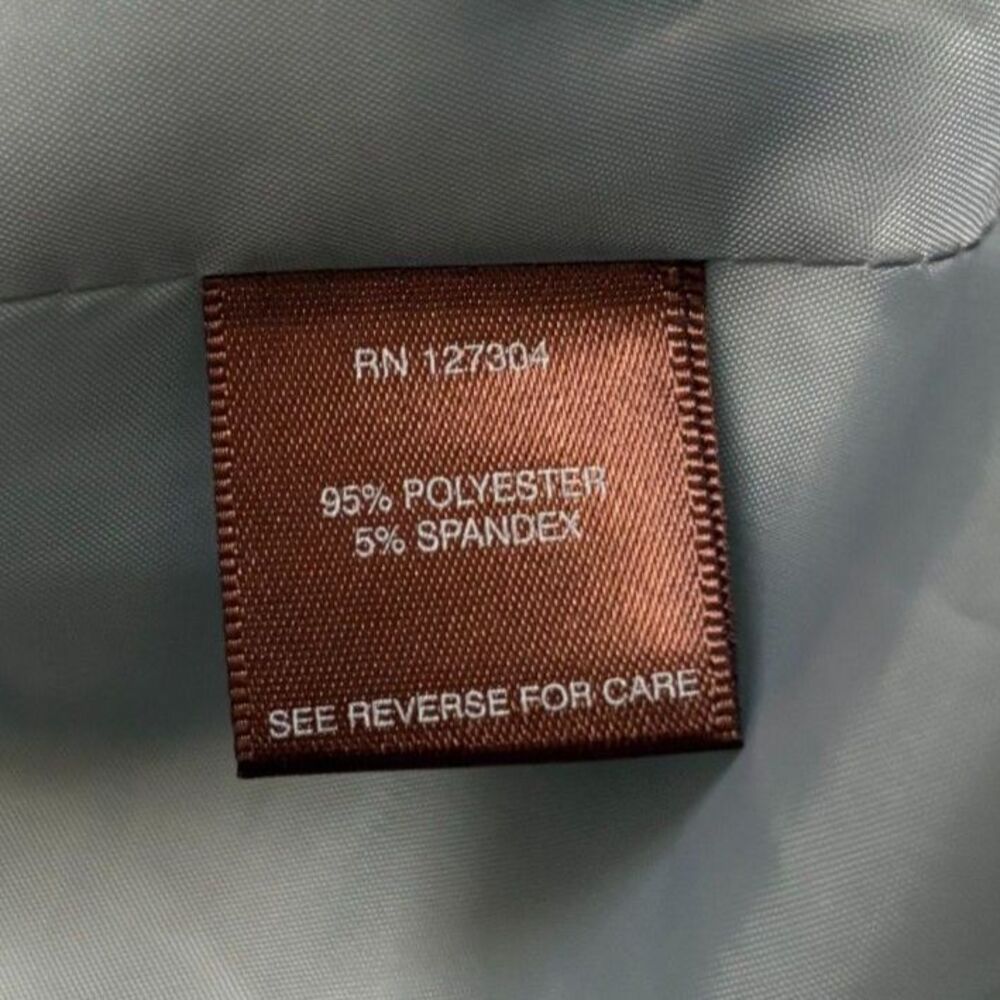 RN 127304
95% POLYESTER
5% SPANDEX
SEE REVERSE FOR CARE